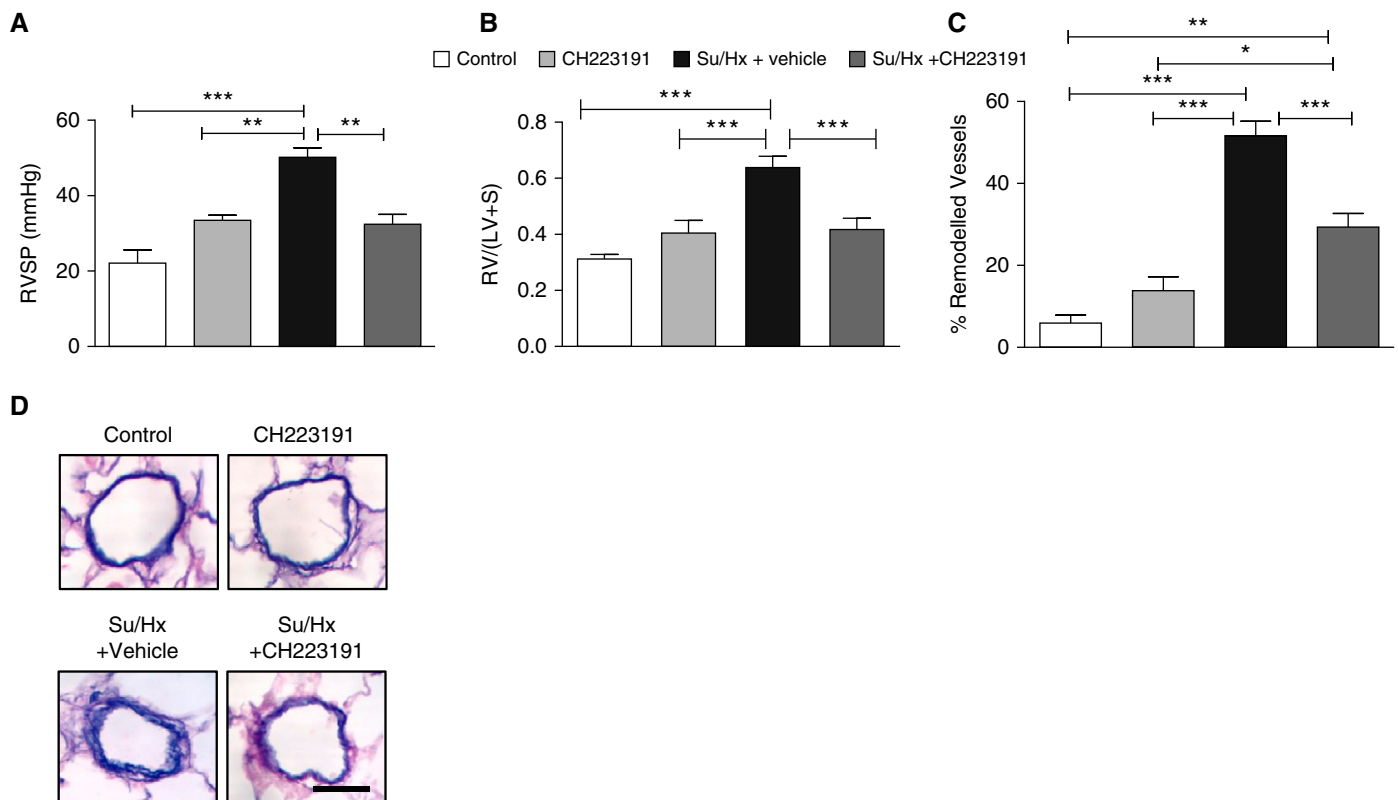 A
B
C
Control
CH223191
Su/Hx + vehicle
Su/Hx +CH223191
***
**
**
60
40
20
0
RVSP (mmHg)
***
***
***
0.8
0.6
0.4
0.2
0.0
RV/(LV+S)
**
*
***
***
***
60
40
20
0
% Remodelled Vessels
D
Control
CH223191
Su/Hx
+Vehicle
Su/Hx
+CH223191